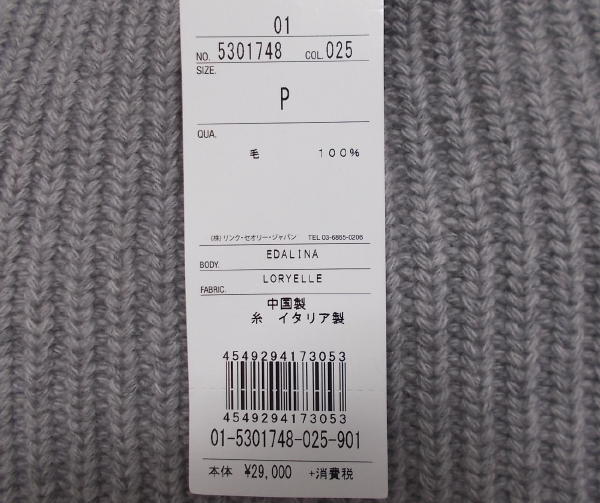 01
NO. 5301748 COL. 025
SIZE.
P
QUA.
毛 100%
(株)リンク・セオリー・ジャパン TEL 03-6865-0206
EDALINA
BODY.
LORYELLE
FABRIC.
中国製
糸 イタリア製
4549294173053
4549294173053
01-5301748-025-901
本体 ¥29,000 +消費税